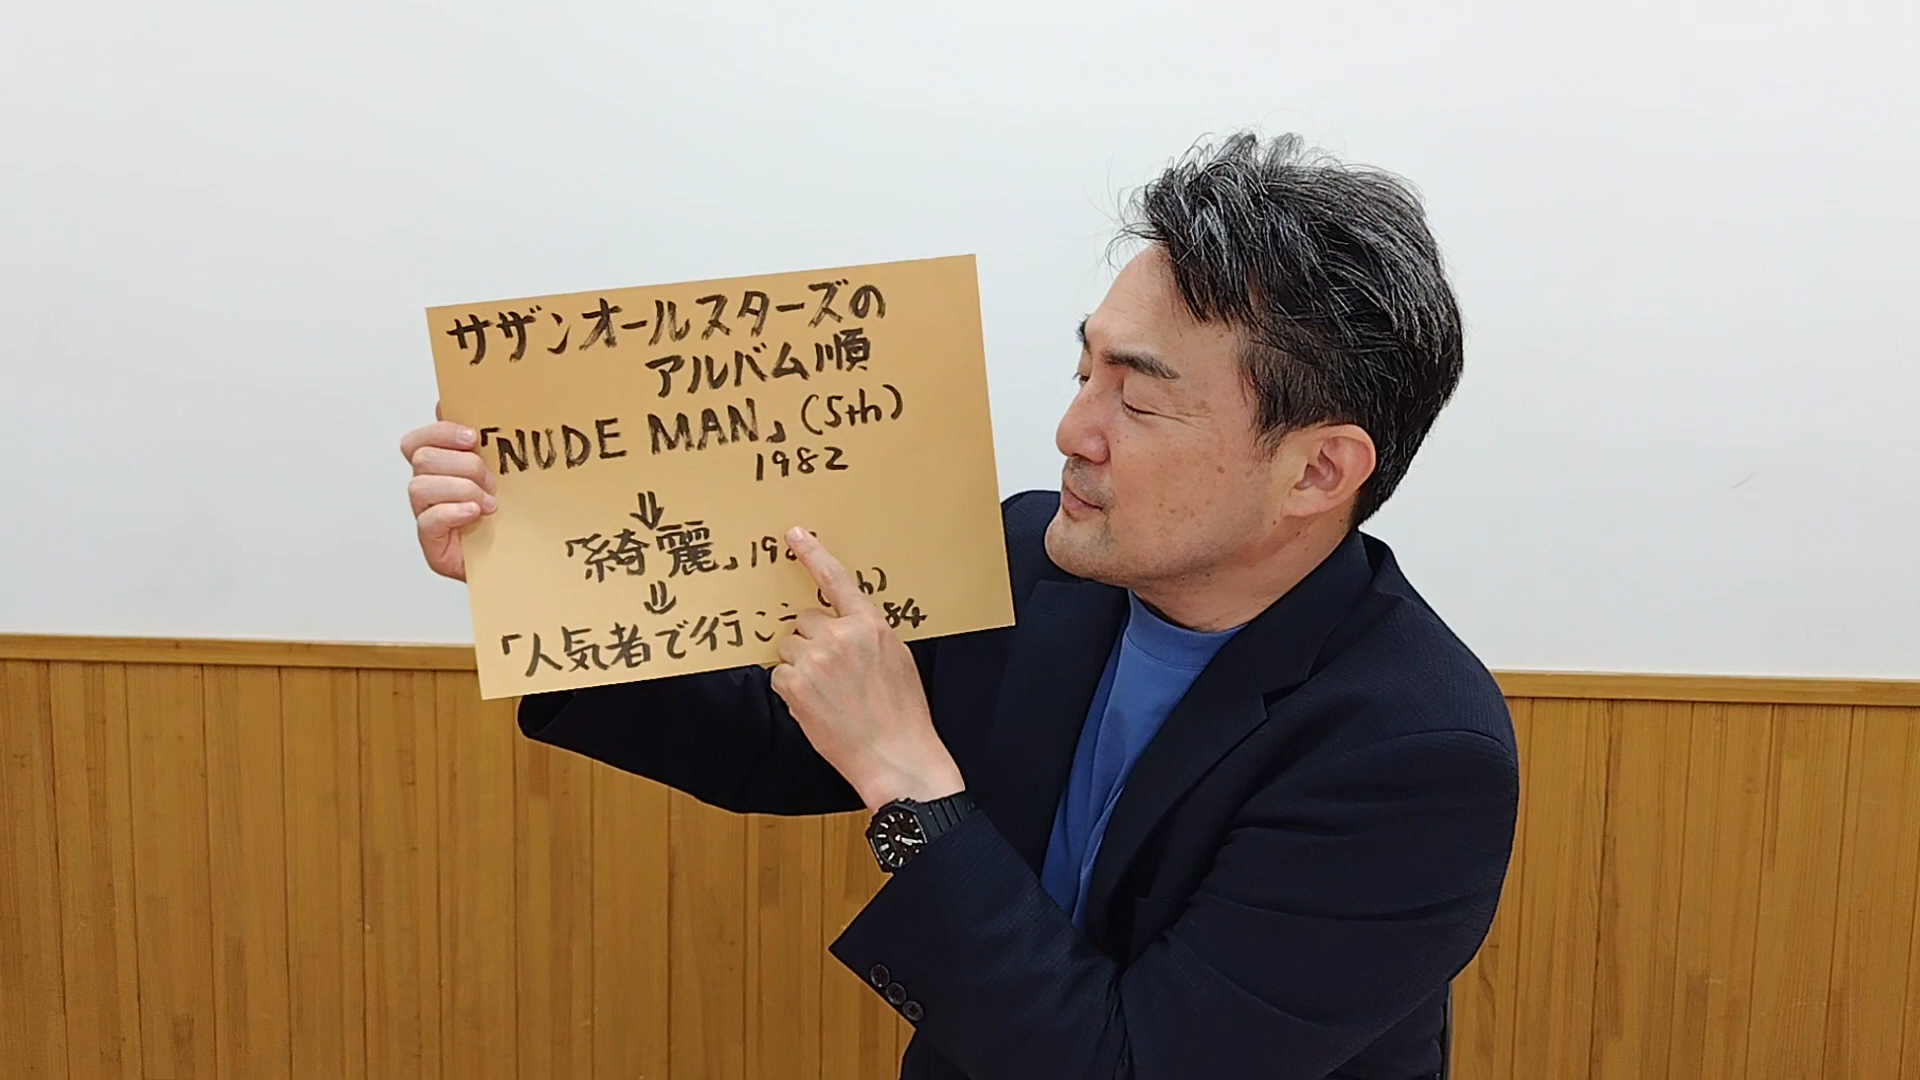 サザンオールスターズの
アルバム順
「NUDE MAN」(5th)
1982
⇓
「綺麗」
⇓
「人気者で行こう